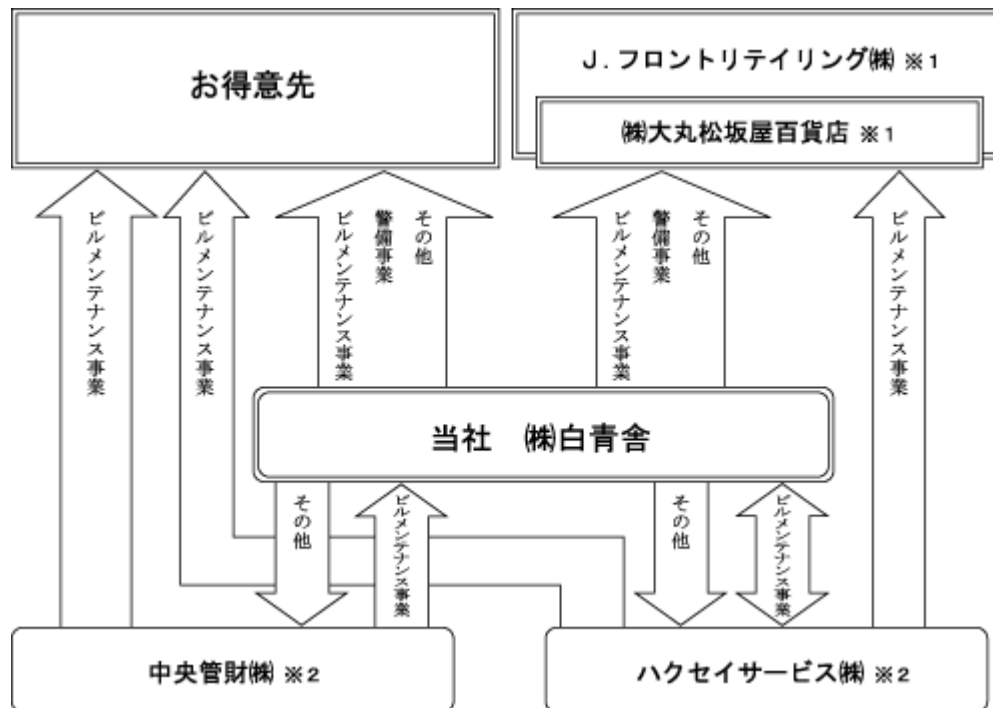 お得意先
J.フロントリテイリング㈱ ※1
㈱大丸松坂屋百貨店 ※1
ビルメンテナンス事業
ビルメンテナンス事業
その他
警備事業
ビルメンテナンス事業
その他
警備事業
ビルメンテナンス事業
ビルメンテナンス事業
当社 ㈱白青舎
その他
ビルメンテナンス事業
その他
ビルメンテナンス事業
中央管財㈱ ※2
ハクセイサービス㈱ ※2